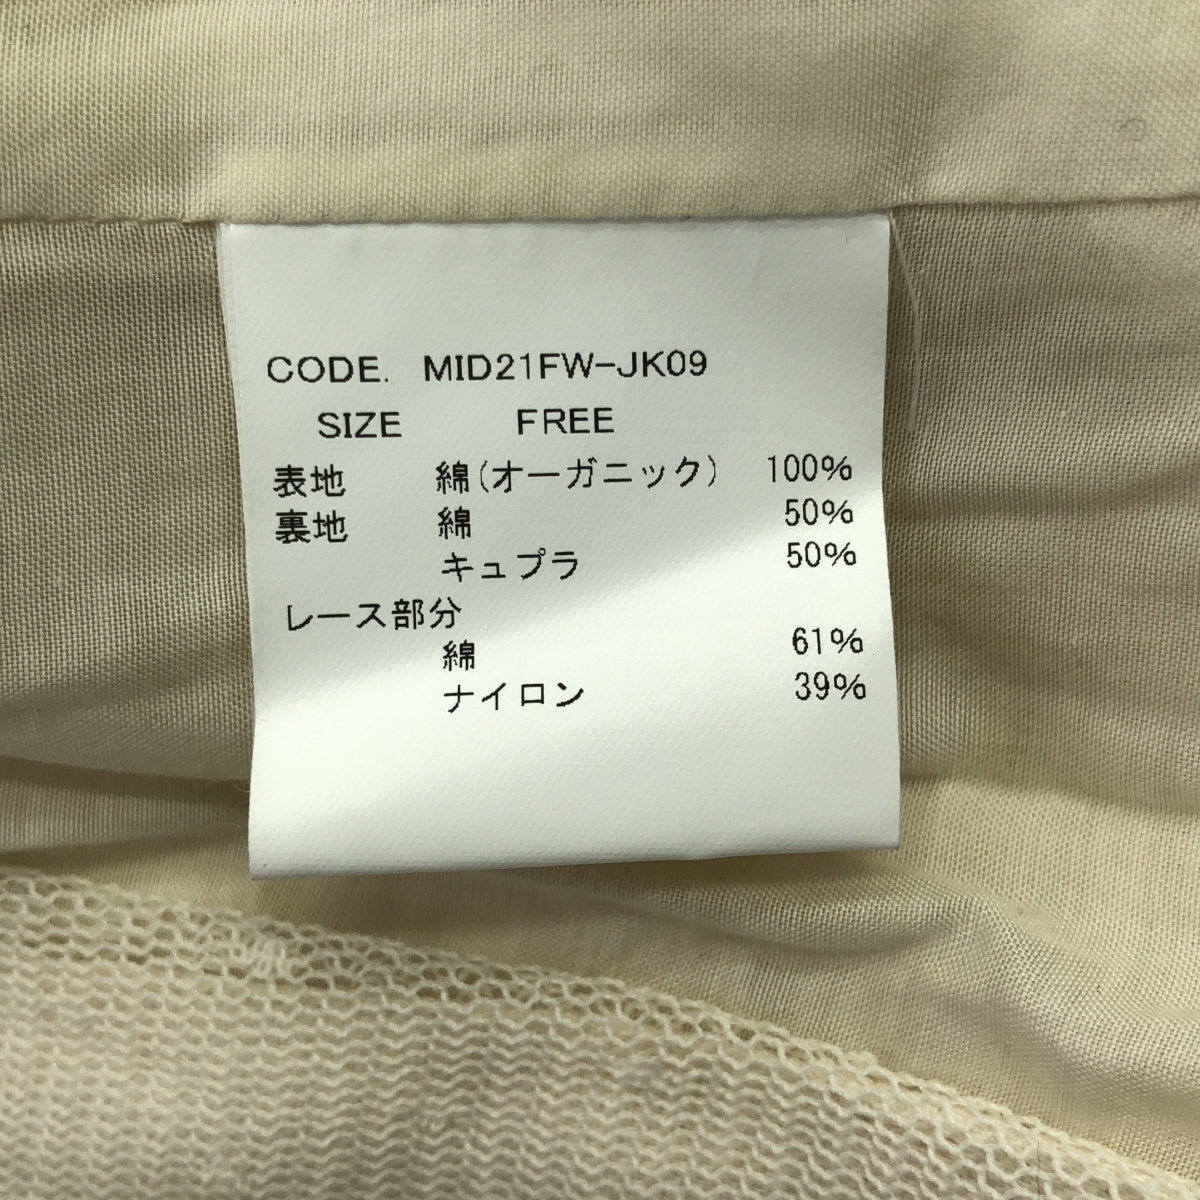 CODE. MID21FW-JK09
SIZE FREE
表地 綿(オーガニック) 100%
裏地 綿 50%
キュプラ 50%
レース部分
綿 61%
ナイロン 39%